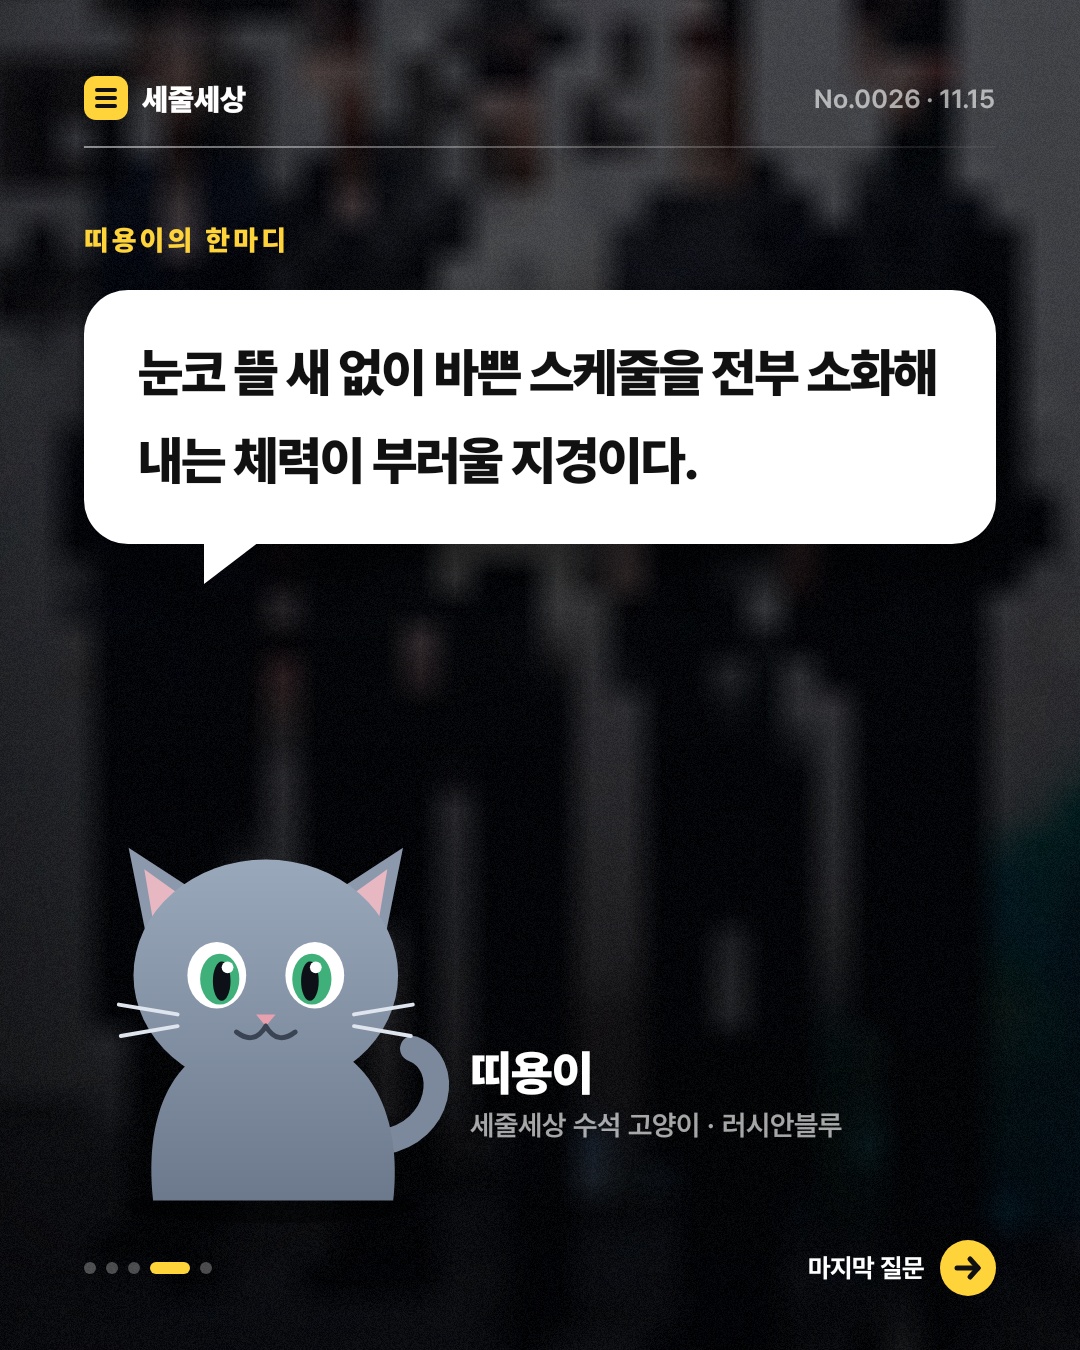 세줄세상
No.0026 · 11.15
띠용이의 한마디
눈코 뜰 새 없이 바쁜 스케줄을 전부 소화해
내는 체력이 부러울 지경이다.
띠용이
세줄세상 수석 고양이 · 러시안블루
마지막 질문